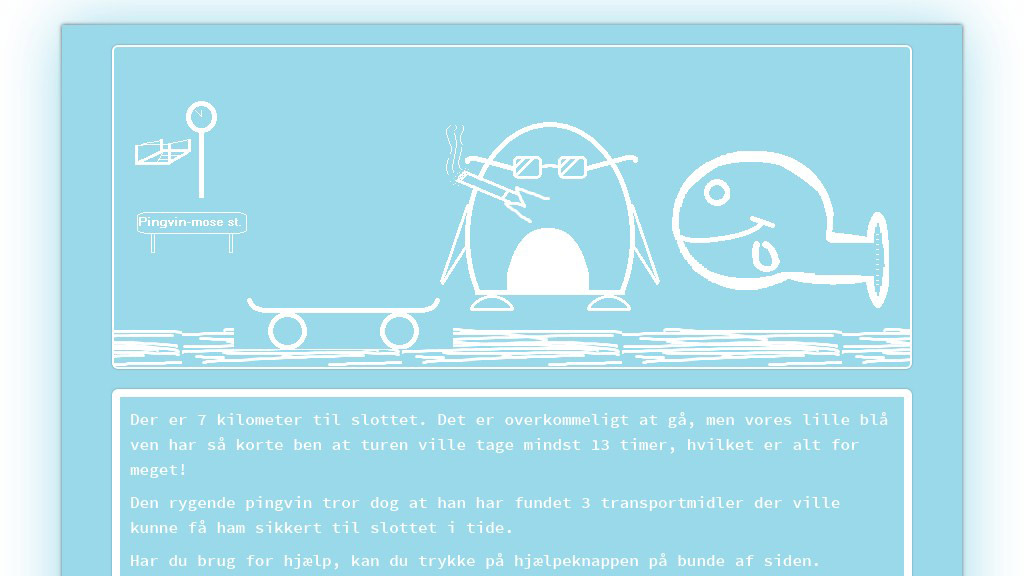 Pingvin-mose st.
Der er 7 kilometer til slottet. Det er overkommeligt at gå, men vores lille blå
ven har så korte ben at turen ville tage mindst 13 timer, hvilket er alt for
meget!
Den rygende pingvin tror dog at han har fundet 3 transportmidler der ville
kunne få ham sikkert til slottet i tide.
Har du brug for hjælp, kan du trykke på hjælpeknappen på bunde af siden.